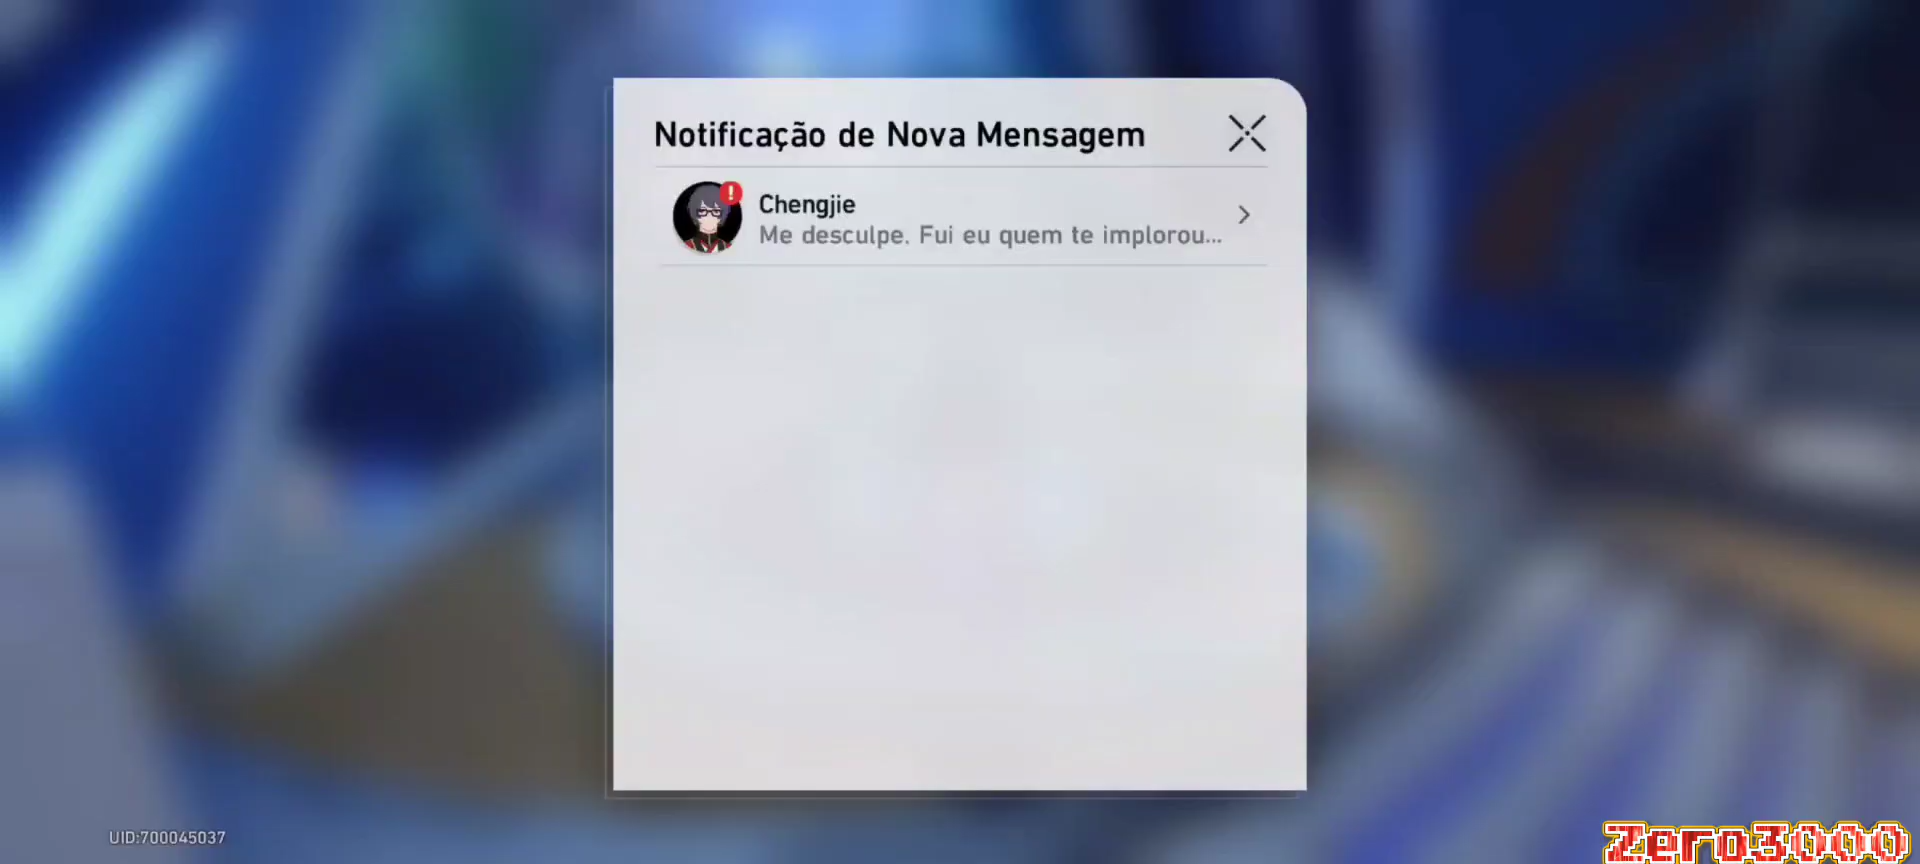 Notificação de Nova Mensagem
Chengjie
Me desculpe. Fui eu quem te implorou...
UID:700045037
Zero3000